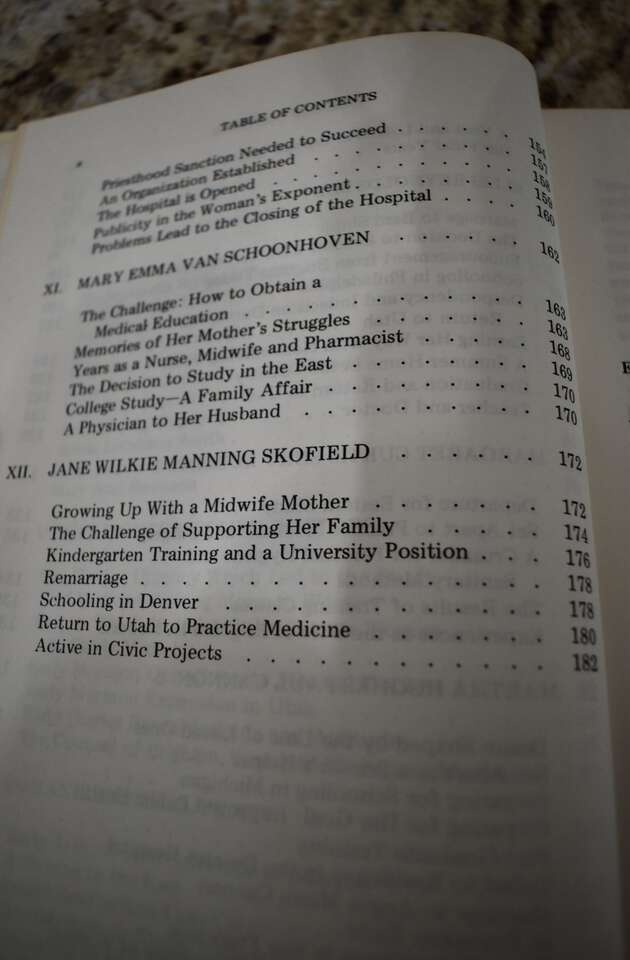 TABLE OF CONTENTS
Priesthood Sanction Needed to Succeed . . . . . . 154
An Organization Established . . . . . . . . 157
The Hospital is Opened . . . . . . . . . 158
Publicity in the Woman's Exponent . . . . . . . 159
Problems Lead to the Closing of the Hospital . . . . 160
XI. MARY EMMA VAN SCHOONHOVEN . . . . . 162
The Challenge: How to Obtain a
Medical Education . . . . . . . . . . . 163
Memories of Her Mother's Struggles . . . . . . . 163
Years as a Nurse, Midwife and Pharmacist . . . . . 168
The Decision to Study in the East . . . . . . . 169
College Study—A Family Affair . . . . . . . . 170
A Physician to Her Husband . . . . . . . . . 170
XII. JANE WILKIE MANNING SKOFIELD . . . . . 172
Growing Up With a Midwife Mother . . . . . . . 172
The Challenge of Supporting Her Family . . . . . 174
Kindergarten Training and a University Position . . . 176
Remarriage . . . . . . . . . . . . . . 178
Schooling in Denver . . . . . . . . . . . 178
Return to Utah to Practice Medicine . . . . . . 180
Active in Civic Projects . . . . . . . . . . 182